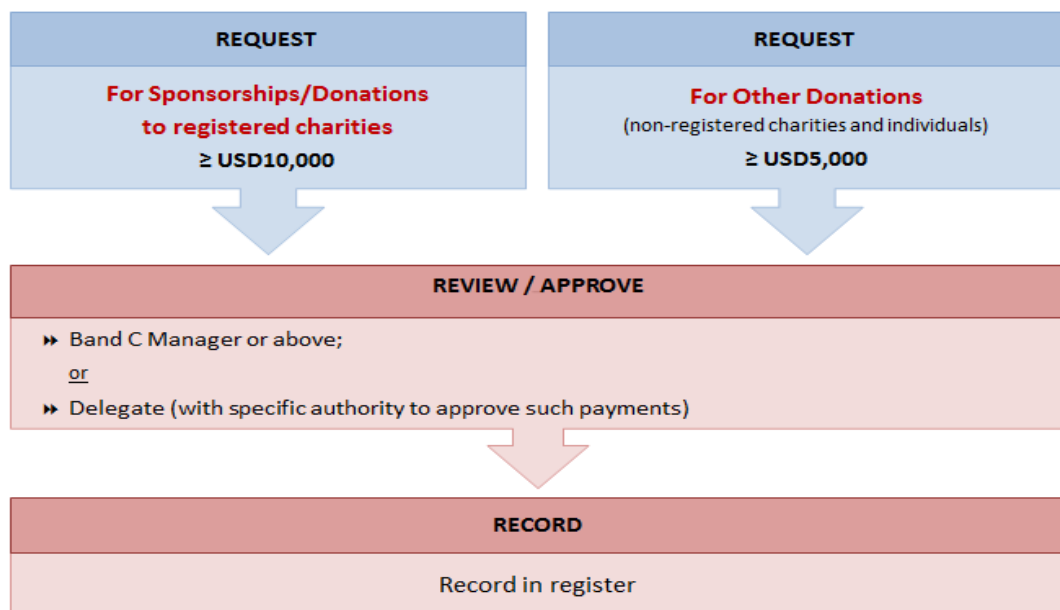 REQUEST
For Sponsorships/Donations
to registered charities
≥ USD10,000
REQUEST
For Other Donations
(non-registered charities and individuals)
≥ USD5,000
REVIEW / APPROVE
Band C Manager or above;
or
Delegate (with specific authority to approve such payments)
RECORD
Record in register